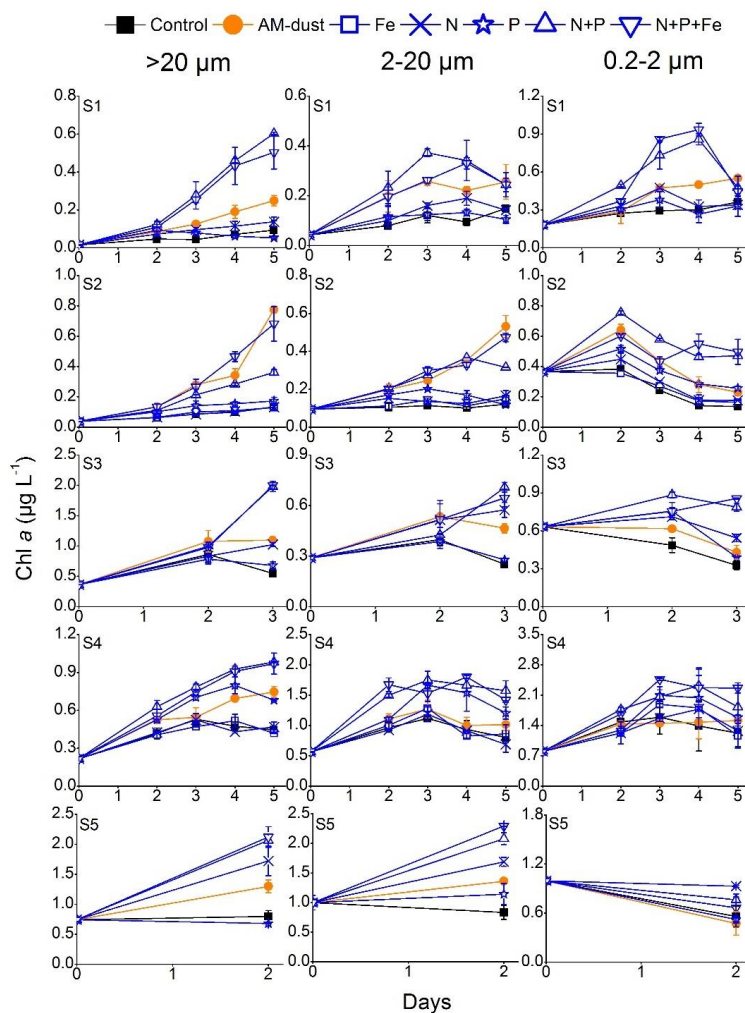 Control AM-dust Fe N P N+P N+P+Fe
>20 µm 2-20 µm 0.2-2 µm
S1 S1 S1
0.8 0.6 1.2
0.6 0.9
0.4 0.4 0.6
0.2 0.2 0.3
0.0 0.0 0.0
0 1 2 3 4 5 0 1 2 3 4 5 0 1 2 3 4 5
S2 S2 S2
1.0 0.8 1.0
0.8 0.6 0.8
0.6 0.4 0.6
0.4 0.2 0.4
0.2 0.2
0.0 0.0 0.0
0 1 2 3 4 5 0 1 2 3 4 5 0 1 2 3 4 5
S3 S3 S3
2.5 0.9 1.2
2.0 0.6 0.9
1.5 0.6
1.0 0.3 0.3
0.5
0.0 0.0 0.0
0 1 2 3 0 1 2 3 0 1 2 3
S4 S4 S4
1.2 2.5 3.5
0.9 2.0 2.8
0.6 1.5 2.1
0.3 1.0 1.4
0.5 0.7
0.0 0.0 0.0
0 1 2 3 4 5 0 1 2 3 4 5 0 1 2 3 4 5
S5 S5 S5
2.5 2.5 1.8
2.0 2.0 1.2
1.5 1.5
1.0 1.0 0.6
0.5 0.5
0.0 0.0 0.0
0 1 2 0 1 2 0 1 2
Chl a (µg L⁻¹)
Days